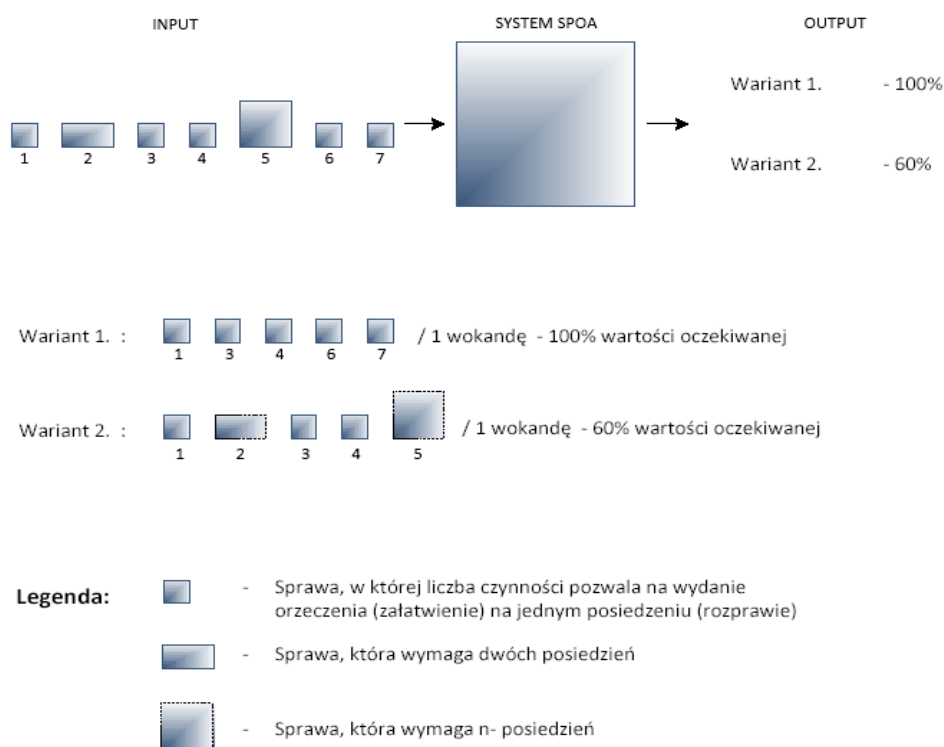 INPUT
SYSTEM SPOA
OUTPUT
Wariant 1. - 100%
1 2 3 4 5 6 7
Wariant 2. - 60%
Wariant 1. : / 1 wokandę - 100% wartości oczekiwanej
1 3 4 6 7
Wariant 2. : / 1 wokandę - 60% wartości oczekiwanej
1 2 3 4 5
Legenda:
- Sprawa, w której liczba czynności pozwala na wydanie
orzeczenia (załatwienie) na jednym posiedzeniu (rozprawie)
- Sprawa, która wymaga dwóch posiedzień
- Sprawa, która wymaga n- posiedzień